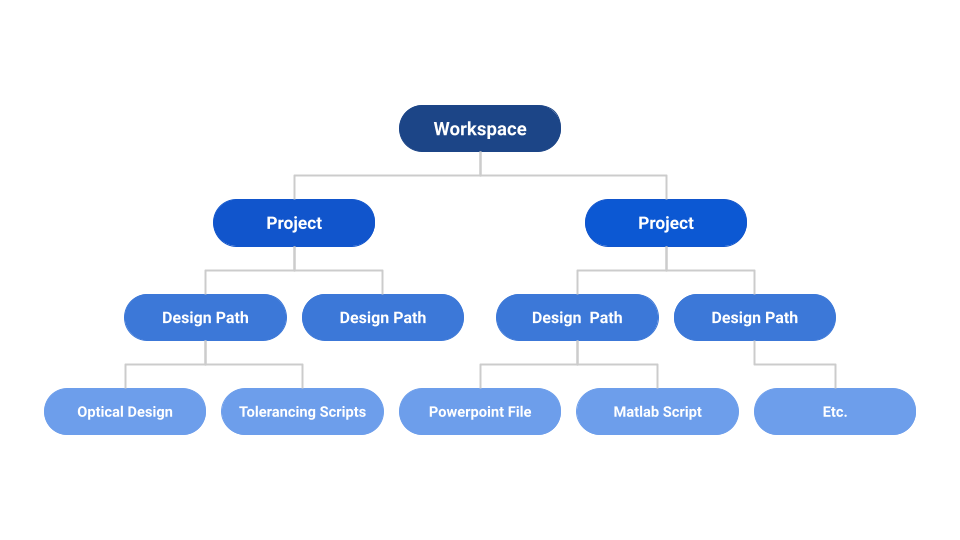 Workspace
Project
Project
Design Path
Design Path
Design  Path
Design Path
Optical Design
Tolerancing Scripts
Powerpoint File
Matlab Script
Etc.